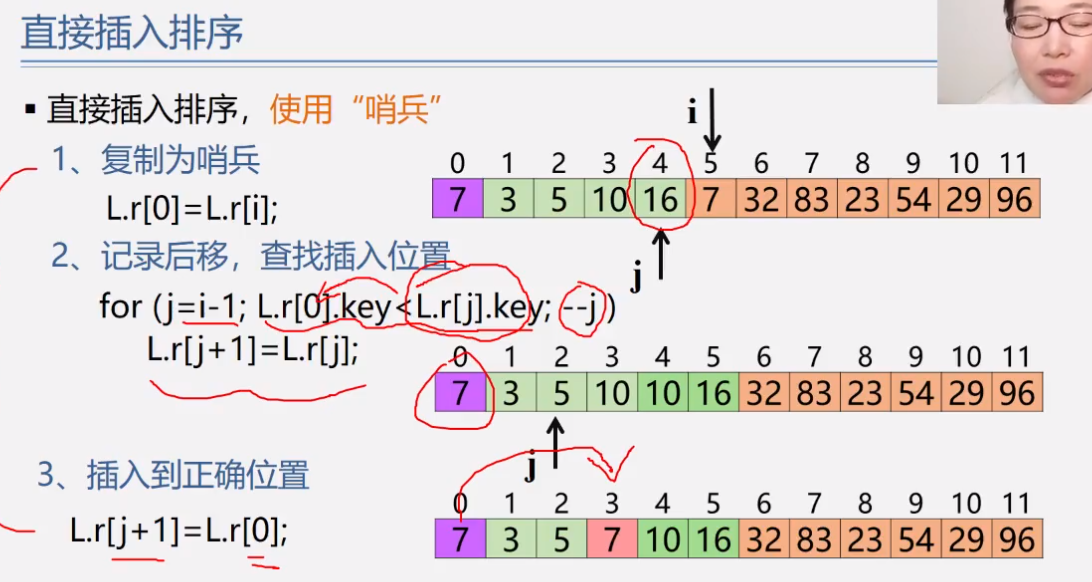 直接插入排序
▪ 直接插入排序，使用“哨兵”
1、复制为哨兵
L.r[0]=L.r[i];
i
0 1 2 3 4 5 6 7 8 9 10 11
7 3 5 10 16 7 32 83 23 54 29 96
j
2、记录后移，查找插入位置
for (j=i-1; L.r[0].key<L.r[j].key; --j)
L.r[j+1]=L.r[j];
0 1 2 3 4 5 6 7 8 9 10 11
7 3 5 10 10 16 32 83 23 54 29 96
j
3、插入到正确位置
L.r[j+1]=L.r[0];
0 1 2 3 4 5 6 7 8 9 10 11
7 3 5 7 10 16 32 83 23 54 29 96